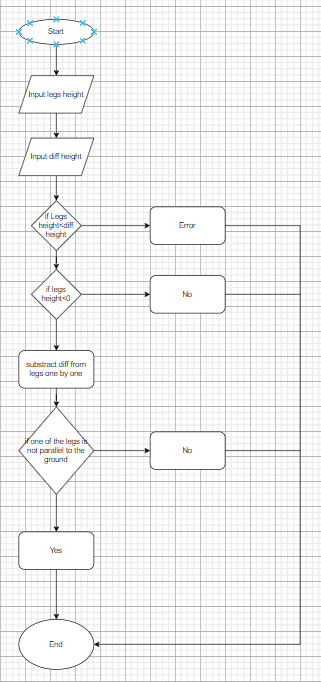 Start
Input legs height
Input diff height
if Legs
height<diff
height
Error
if legs
height<0
No
substract diff from
legs one by one
if one of the legs is
not parallel to the
ground
No
Yes
End